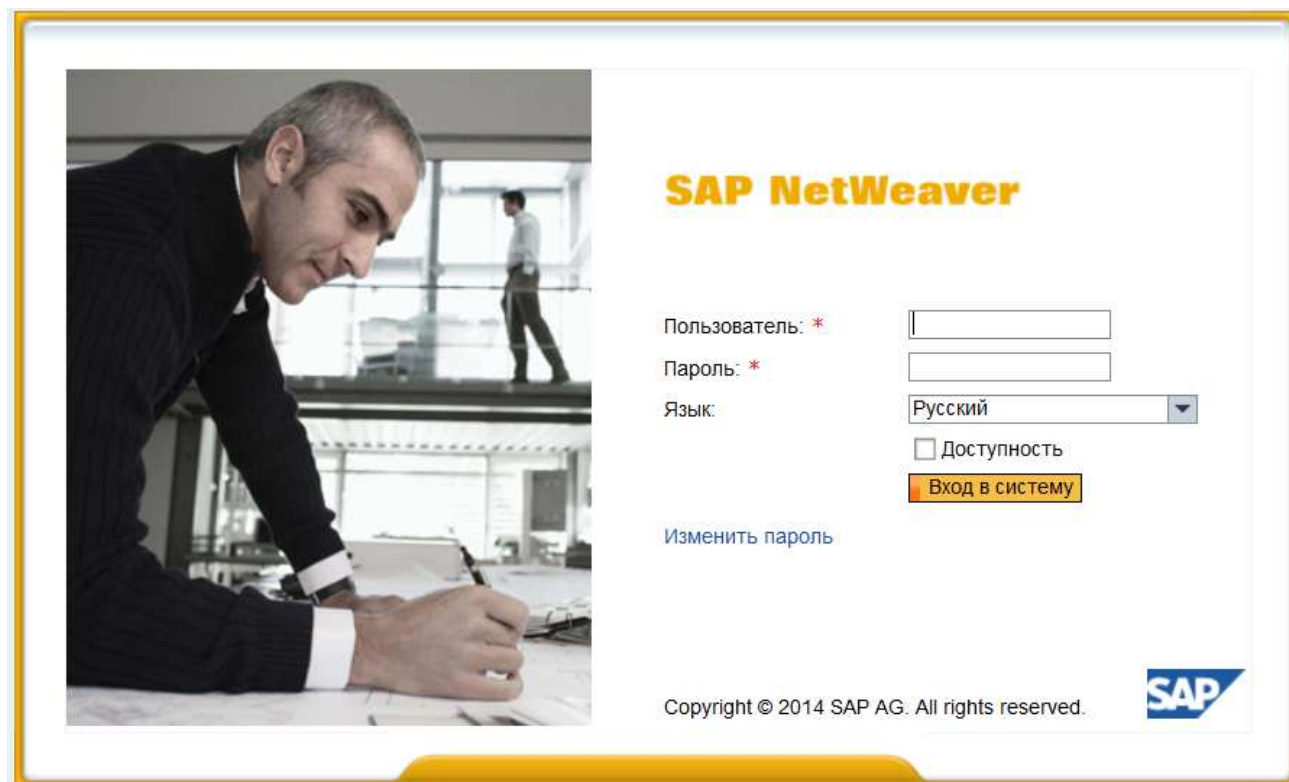 SAP NetWeaver
Пользователь: *
Пароль: *
Язык: Русский
Доступность
Вход в систему
Изменить пароль
Copyright © 2014 SAP AG. All rights reserved.
SAP